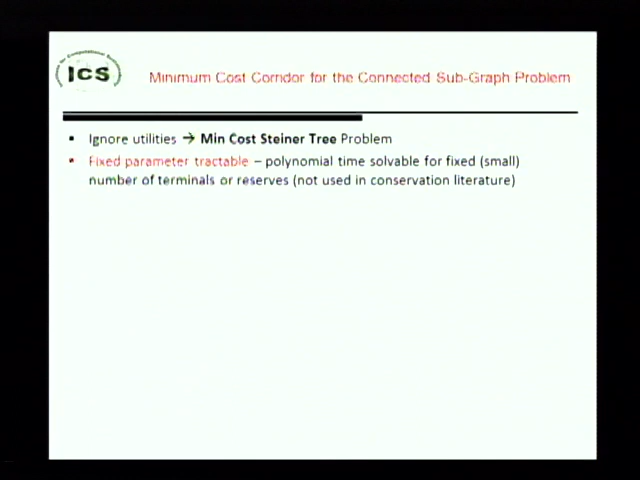 ICS
Minimum Cost Corridor for the Connected Sub-Graph Problem
▪ Ignore utilities → Min Cost Steiner Tree Problem
▪ Fixed parameter tractable – polynomial time solvable for fixed (small)
number of terminals or reserves (not used in conservation literature)